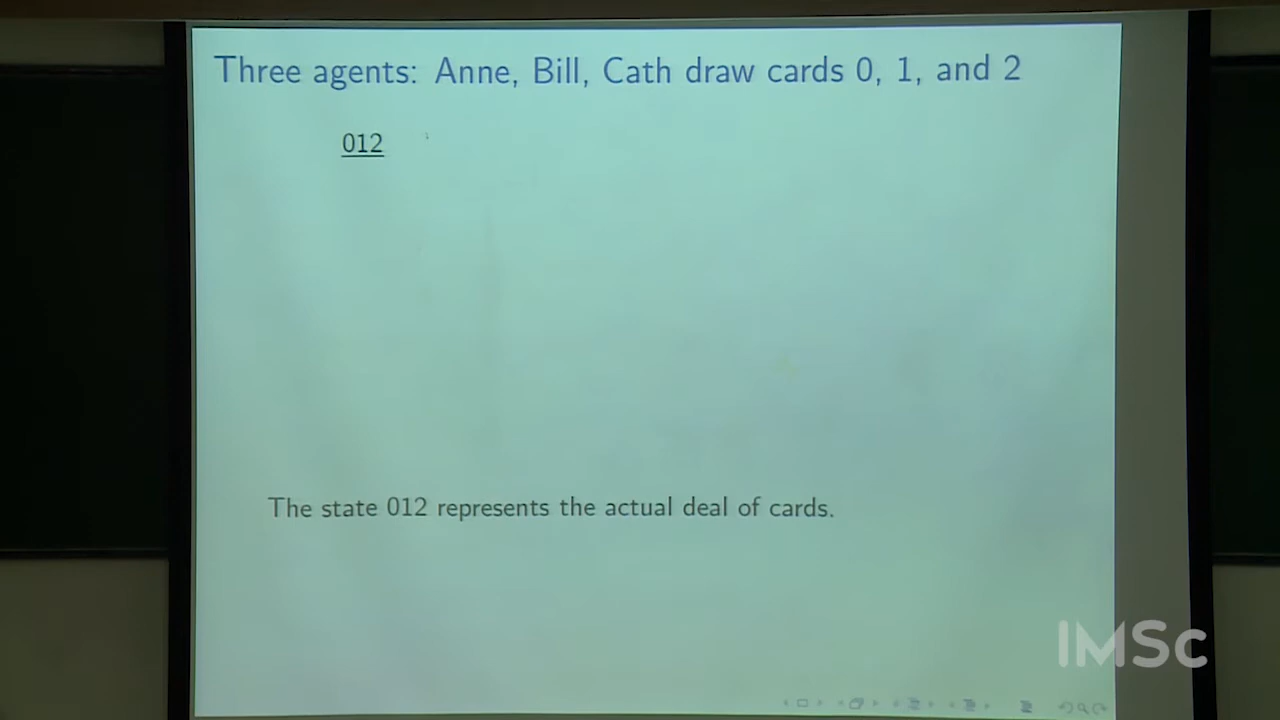 Three agents: Anne, Bill, Cath draw cards 0, 1, and 2
012
The state 012 represents the actual deal of cards.
IMSc